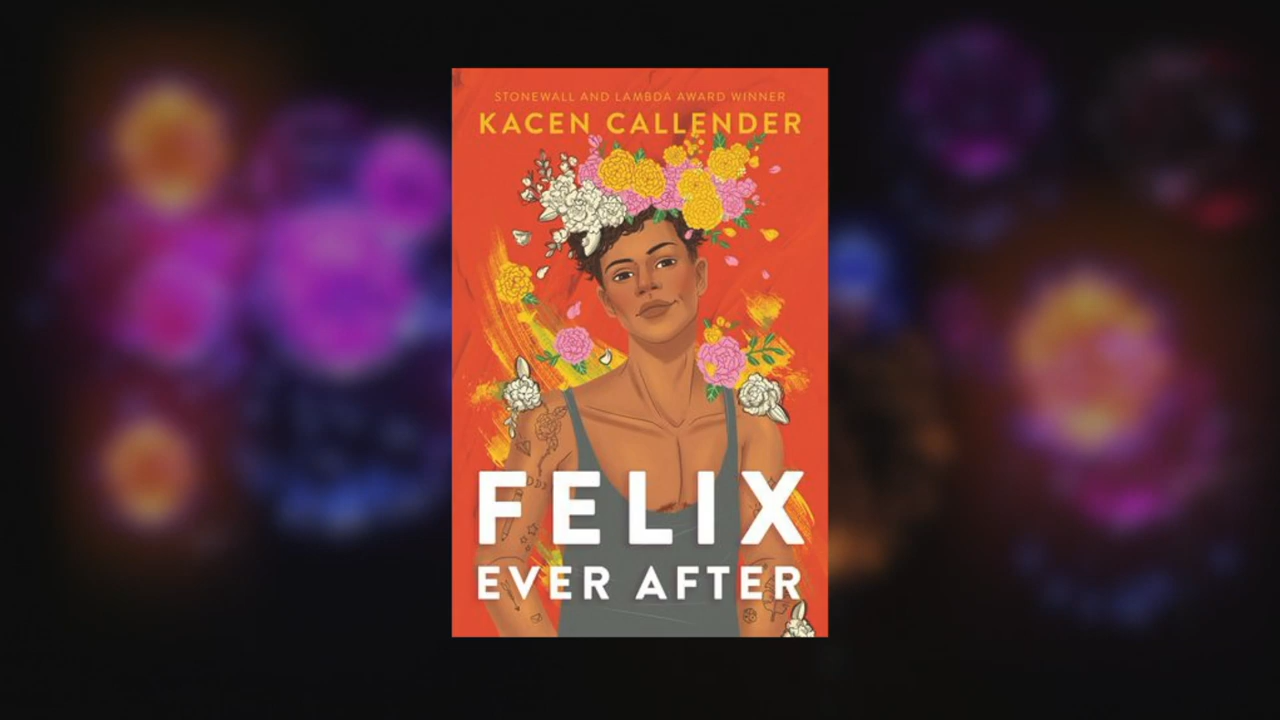 STONEWALL AND LAMBDA AWARD WINNER
KACEN CALLENDER
FELIX
EVER AFTER